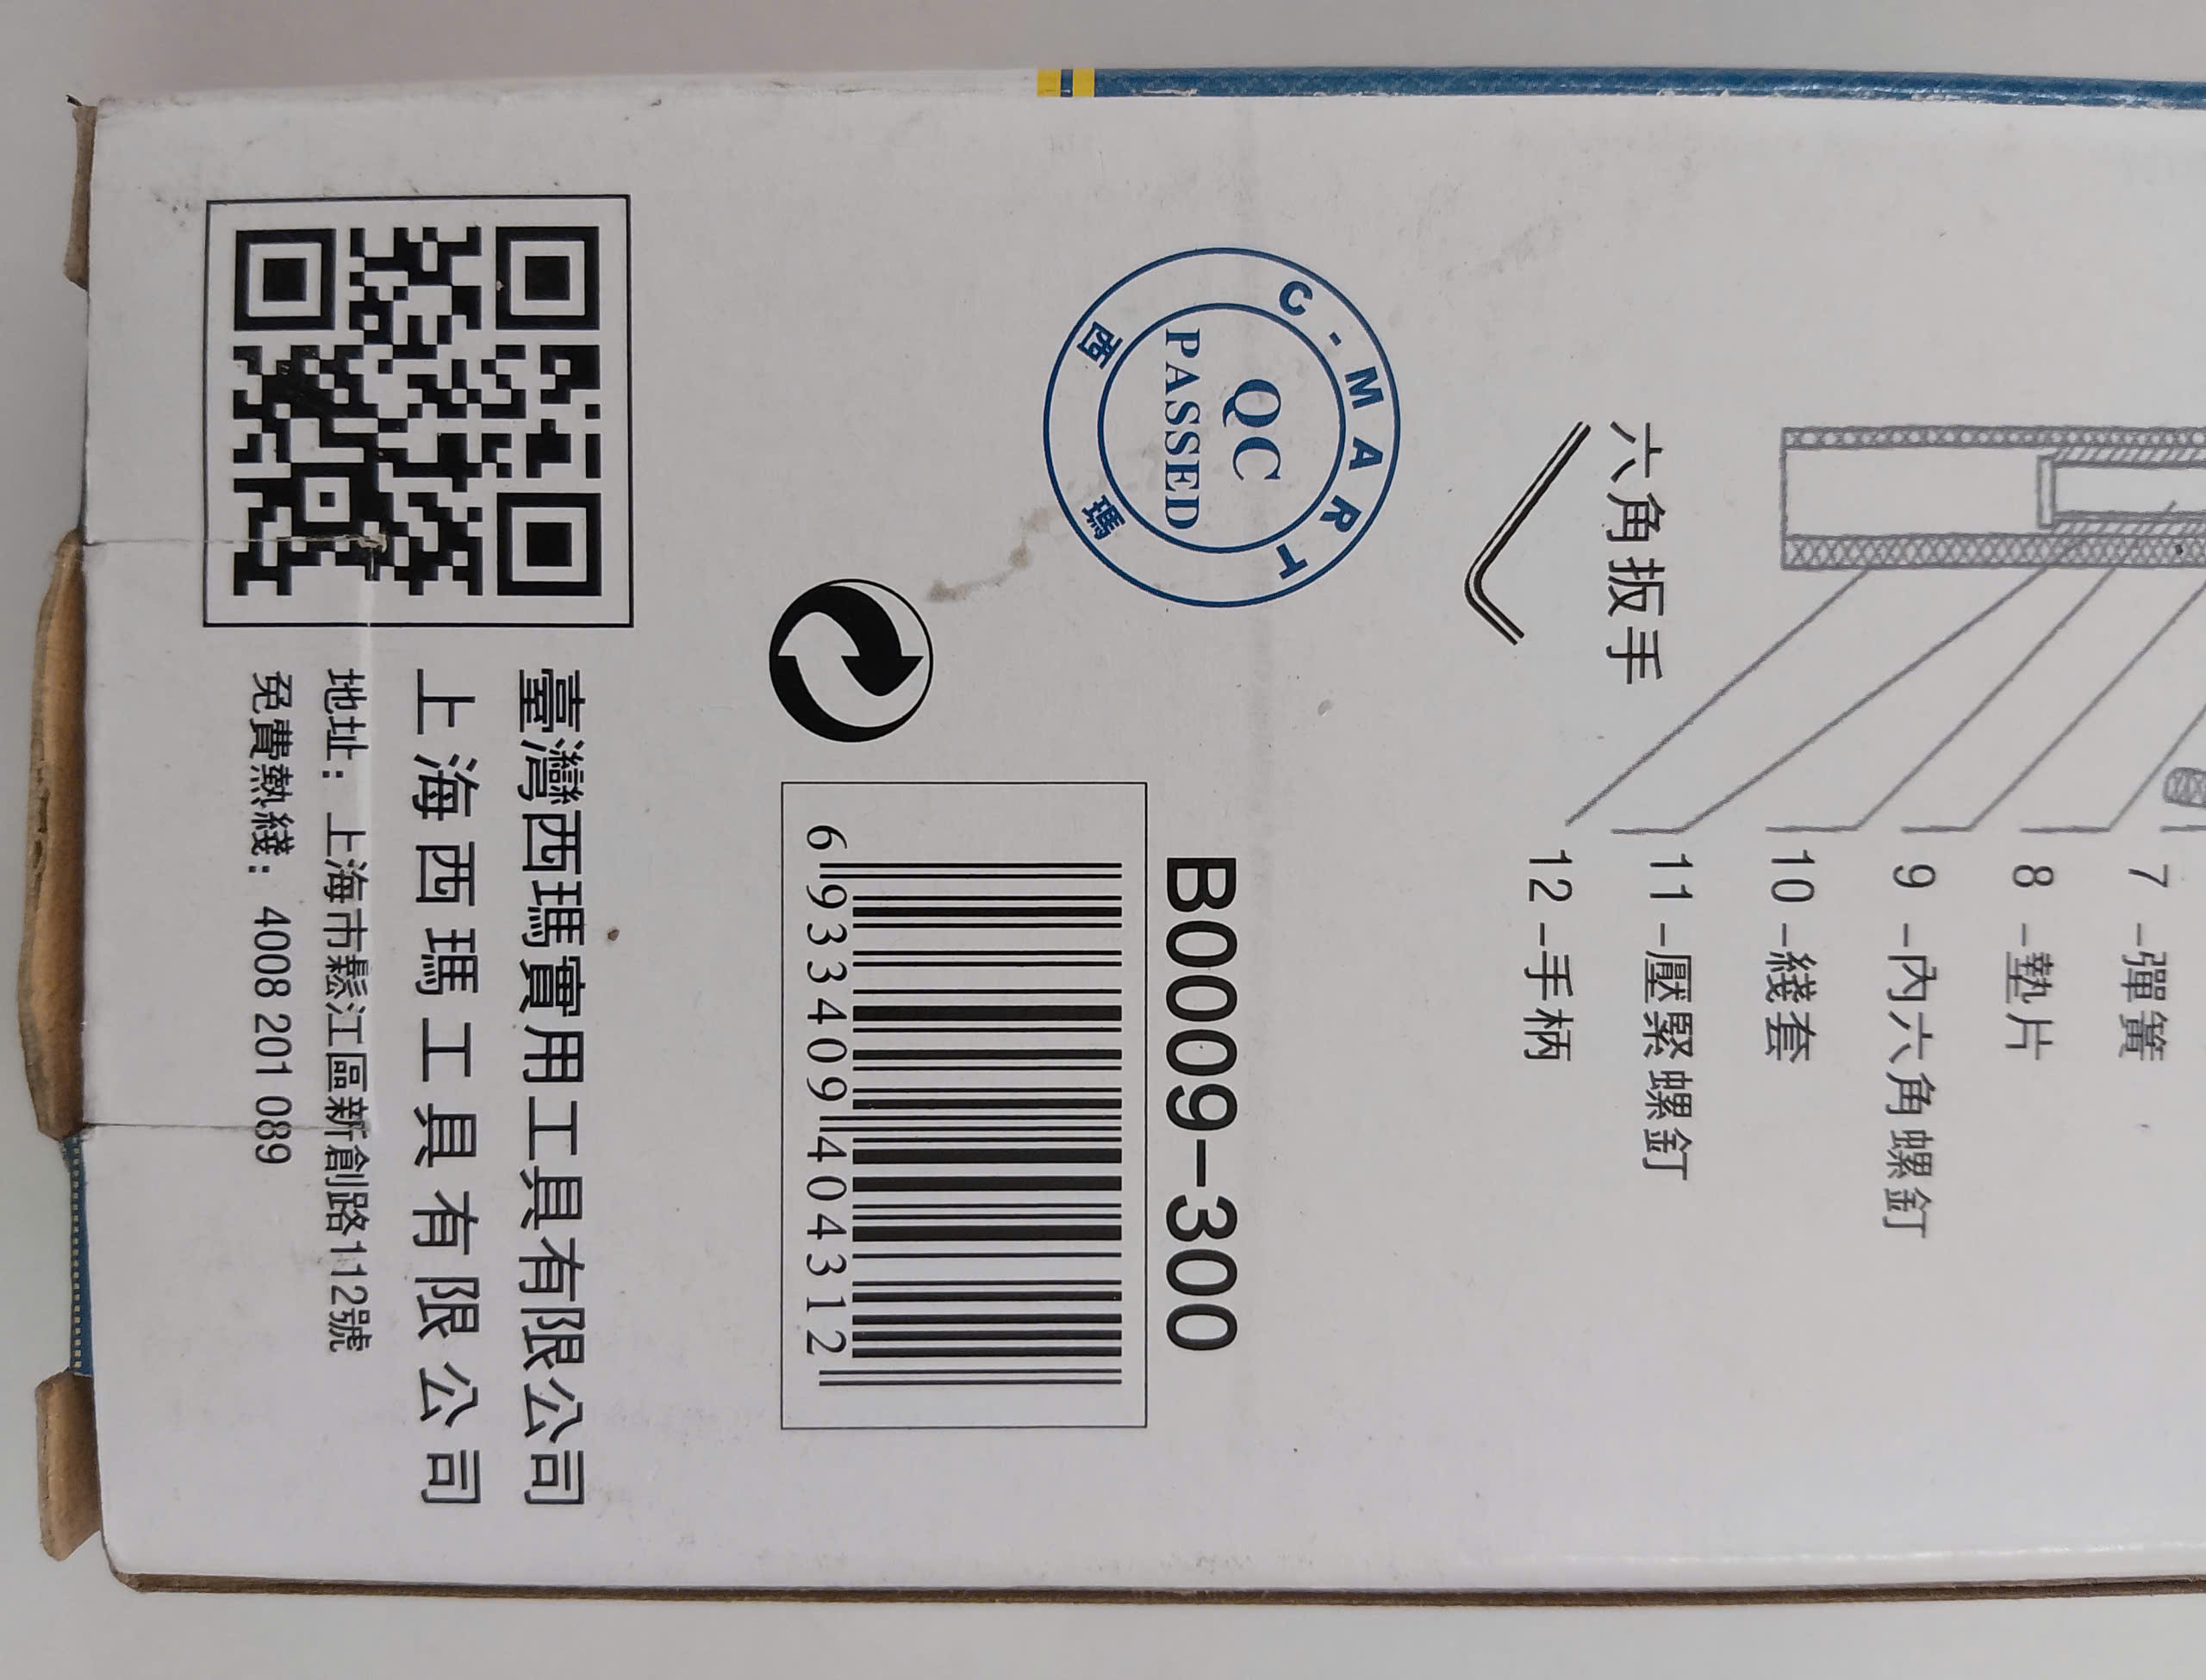 7 –彈簧
8 –墊片
9 –內六角螺釘
10 –綫套
11 –壓緊螺釘
12 –手柄
六角扳手
C-MART
QC
PASSED
西瑪
B0009-300
6 933409 404312
臺灣西瑪實用工具有限公司
上海西瑪工具有限公司
地址：上海市鬆江區新創路112號
免費熱綫：4008 201 089